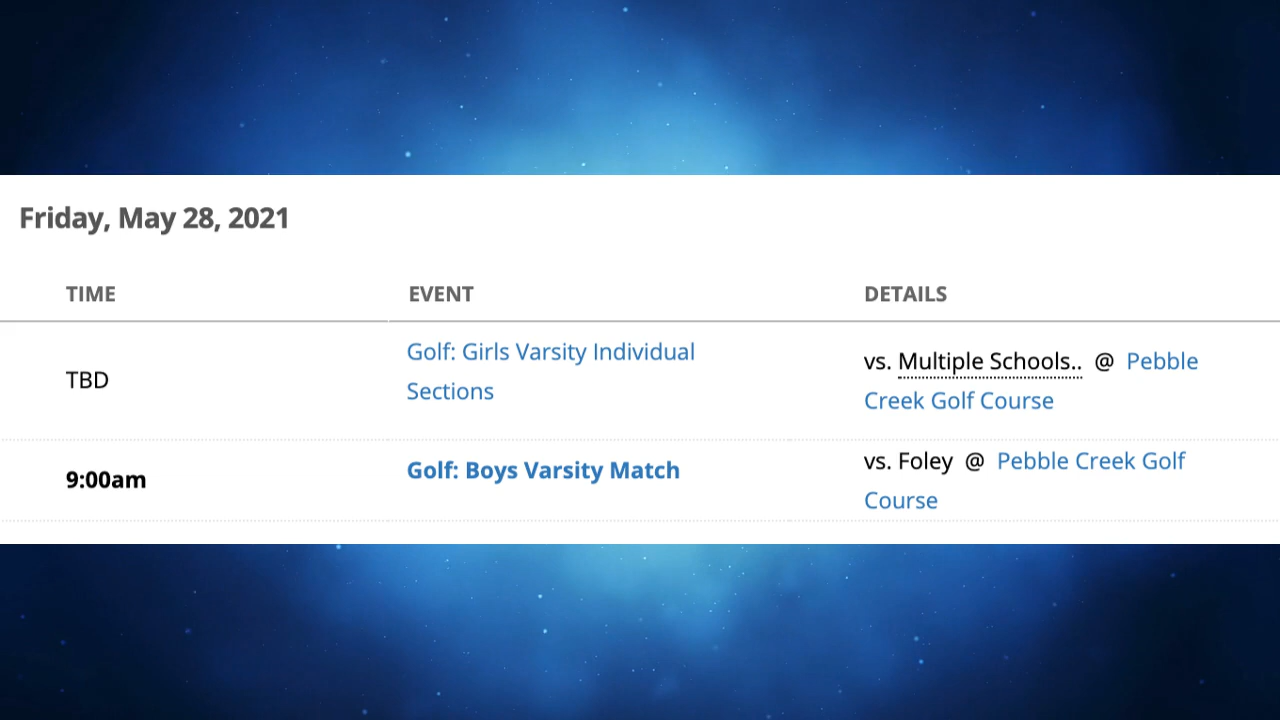 Friday, May 28, 2021
TIME EVENT DETAILS
TBD
Golf: Girls Varsity Individual
Sections
vs. Multiple Schools.. @ Pebble
Creek Golf Course
9:00am
Golf: Boys Varsity Match
vs. Foley @ Pebble Creek Golf
Course